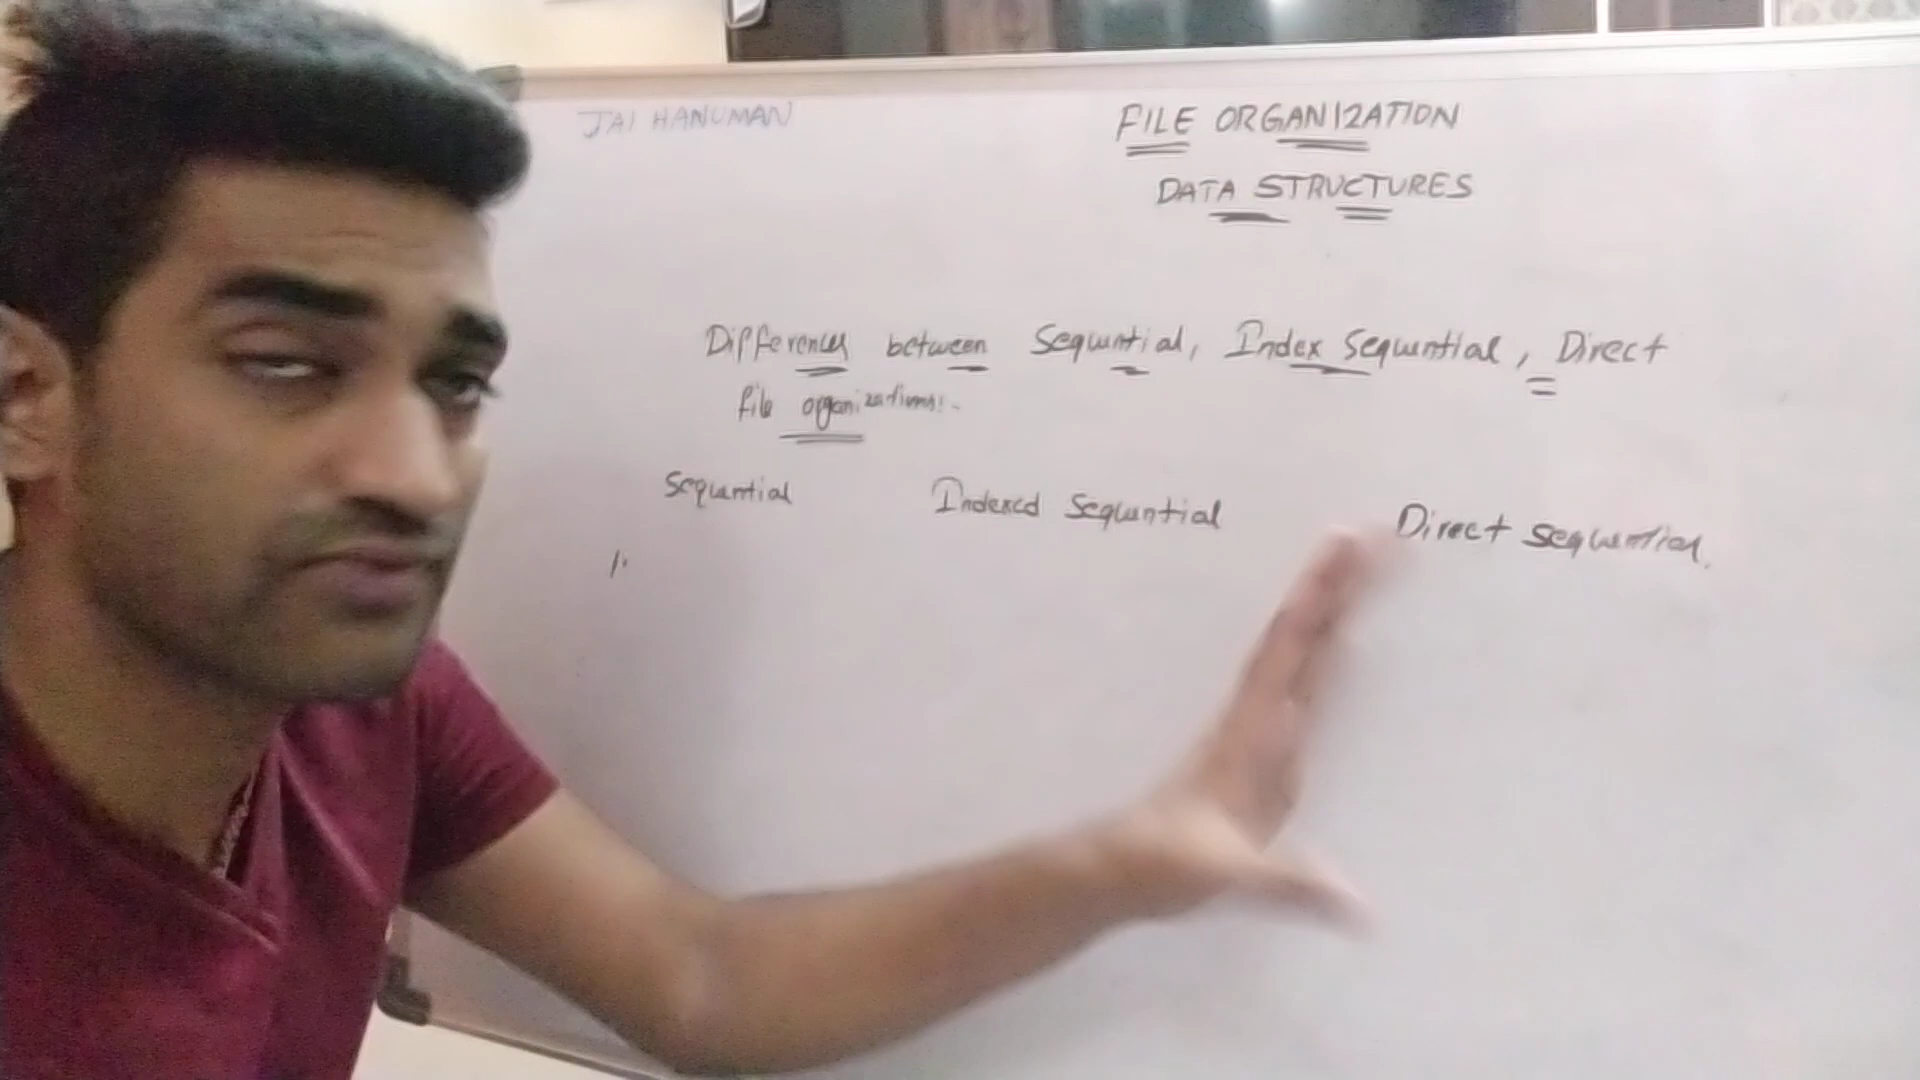 JAI HANUMAN
FILE ORGANIZATION
DATA STRUCTURES
Differences between Sequential, Index Sequential, Direct
file organizations:-
Sequential Indexed Sequential Direct Sequential.
1.